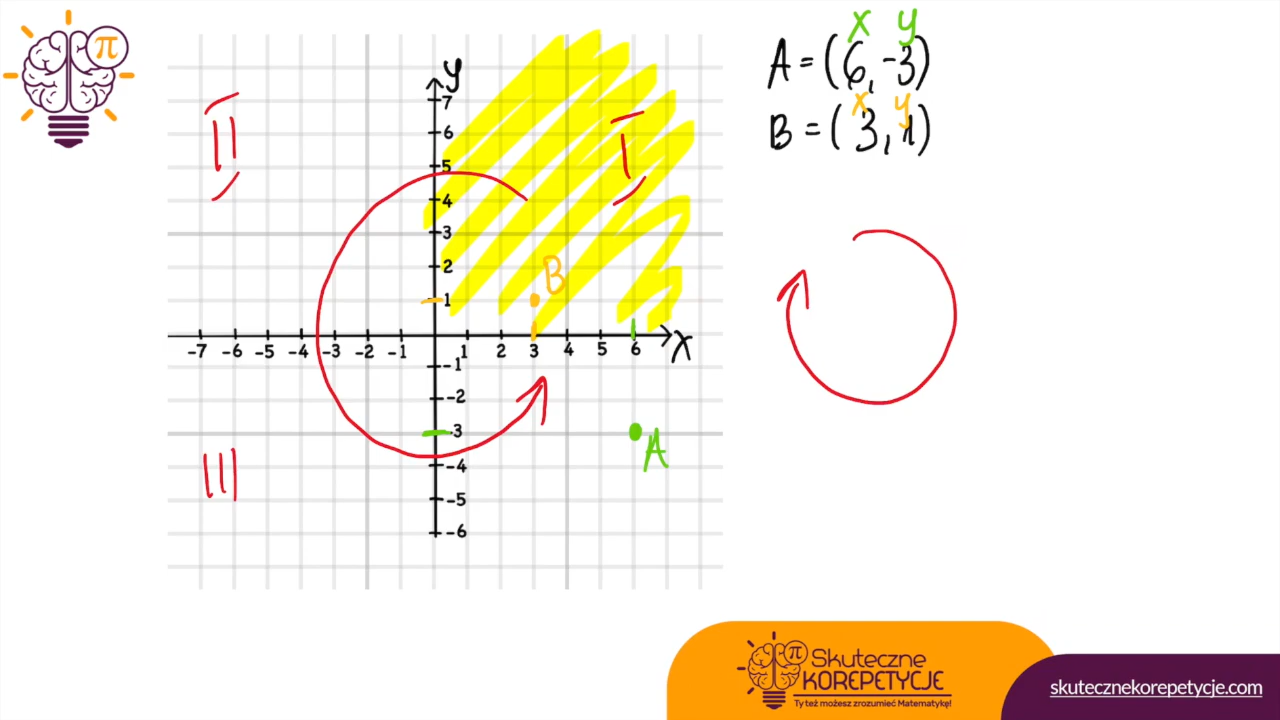 π
x y
A = (6, -3)
x y
B = (3, 1)
y
7
6
5
4
3
2
1
II
I
B
-7 -6 -5 -4 -3 -2 -1 1 2 3 4 5 6 x
-1
-2
-3
-4
-5
-6
A
III
π
Skuteczne
KOREPETYCJE
Ty też możesz zrozumieć Matematykę!
skutecznekorepetycje.com